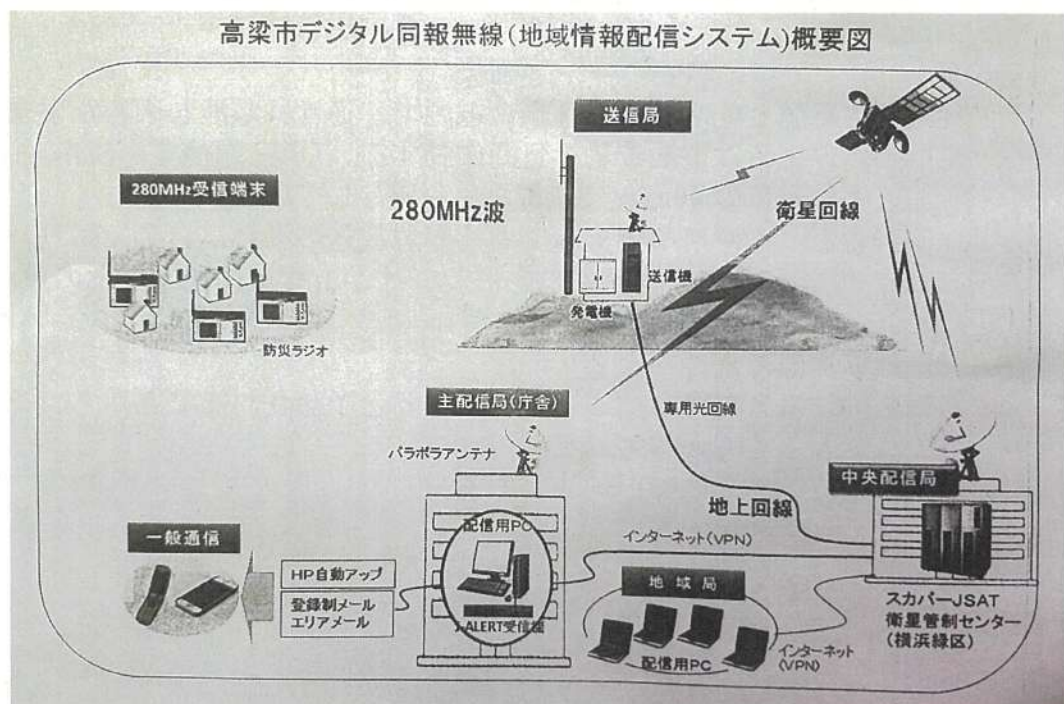 高梁市デジタル同報無線(地域情報配信システム)概要図
送信局
280MHz受信端末
280MHz波
衛星回線
送信機
発電機
防災ラジオ
主配信局(庁舎)
専用光回線
パラボラアンテナ
中央配信局
地上回線
一般通信
配信用PC
インターネット(VPN)
HP自動アップ
地域局
登録制メール
エリアメール
J-ALERT受信機
スカパーJSAT
衛星管制センター
(横浜緑区)
配信用PC
インターネット
(VPN)